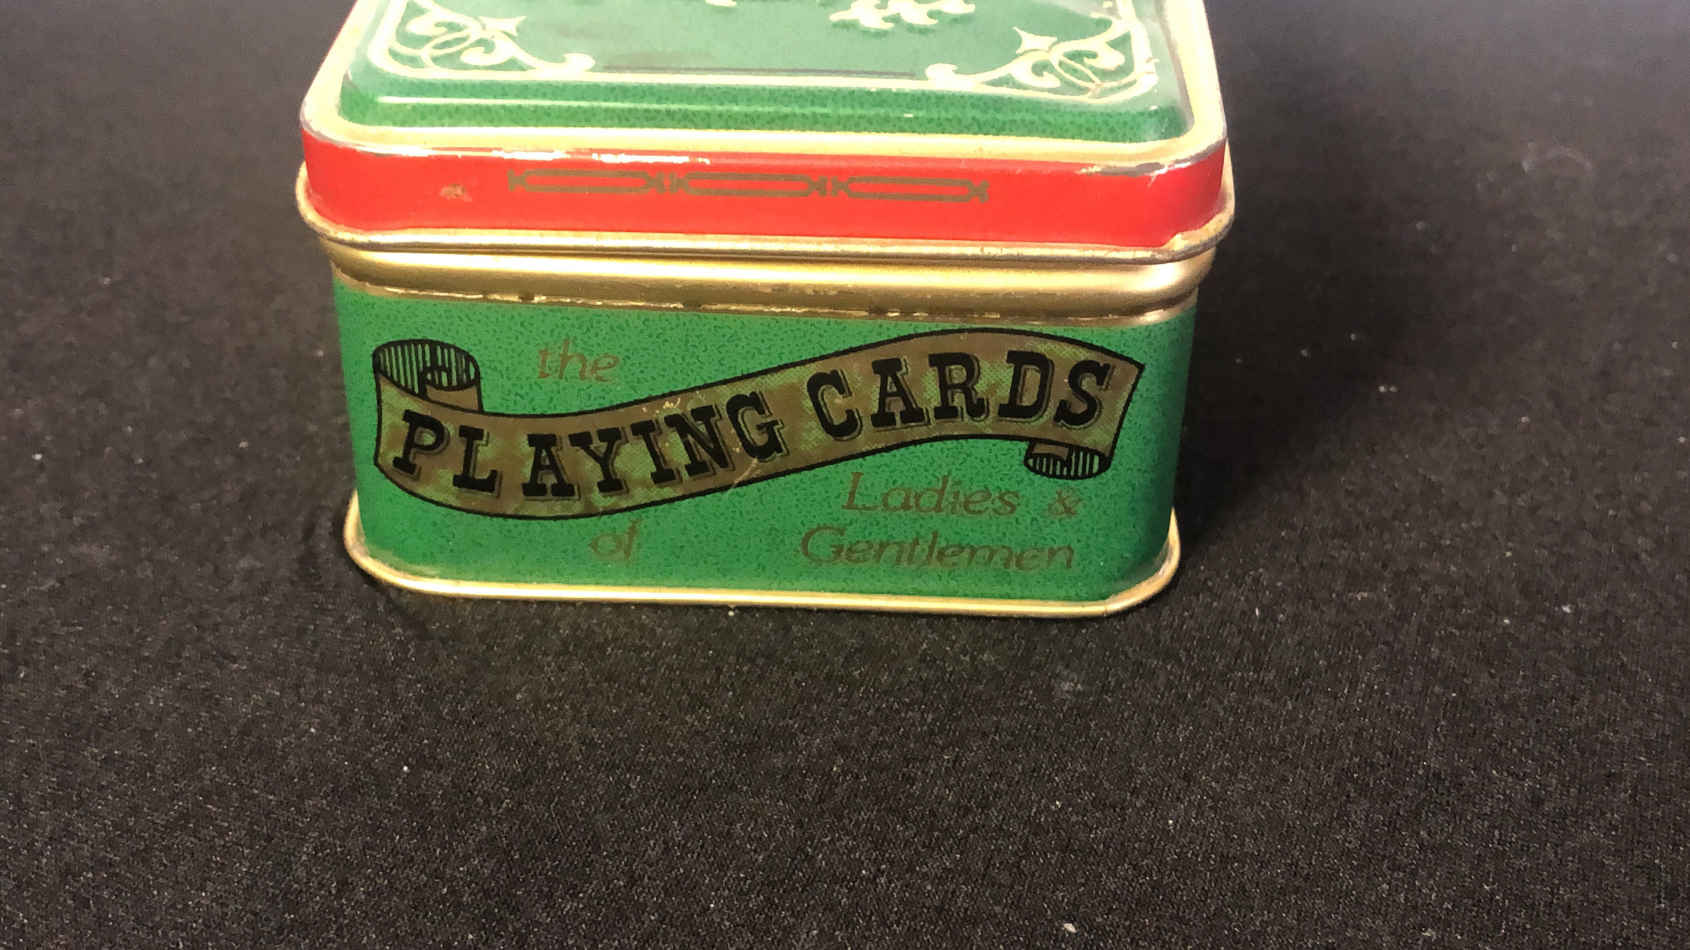 the
PLAYING CARDS
of
Ladies &
Gentlemen